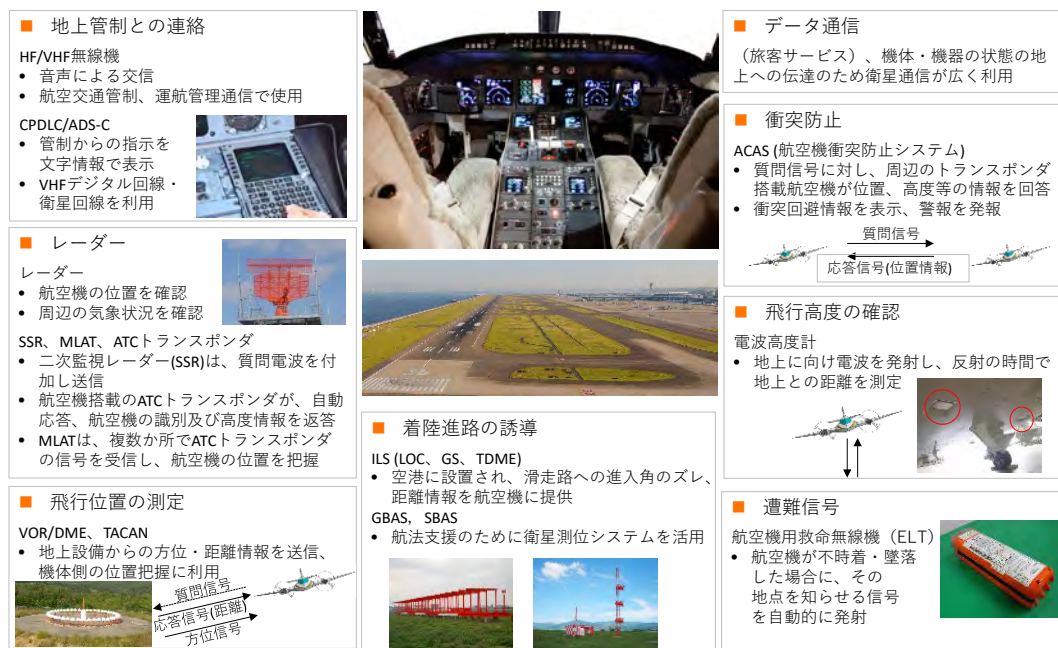 ■ 地上管制との連絡
HF/VHF無線機
• 音声による交信
• 航空交通管制、運航管理通信で使用
CPDLC/ADS-C
• 管制からの指示を
文字情報で表示
• VHFデジタル回線・
衛星回線を利用
■ レーダー
レーダー
• 航空機の位置を確認
• 周辺の気象状況を確認
SSR、MLAT、ATCトランスポンダ
• 二次監視レーダー(SSR)は、質問電波を付
加し送信
• 航空機搭載のATCトランスポンダが、自動
応答、航空機の識別及び高度情報を返答
• MLATは、複数か所でATCトランスポンダ
の信号を受信し、航空機の位置を把握
■ 飛行位置の測定
VOR/DME、TACAN
• 地上設備からの方位・距離情報を送信、
機体側の位置把握に利用
質問信号
応答信号(距離)
方位信号
■ 着陸進路の誘導
ILS (LOC、GS、TDME)
• 空港に設置され、滑走路への進入角のズレ、
距離情報を航空機に提供
GBAS，SBAS
• 航法支援のために衛星測位システムを活用
■ データ通信
（旅客サービス）、機体・機器の状態の地
上への伝達のため衛星通信が広く利用
■ 衝突防止
ACAS (航空機衝突防止システム)
• 質問信号に対し、周辺のトランスポンダ
搭載航空機が位置、高度等の情報を回答
• 衝突回避情報を表示、警報を発報
質問信号
応答信号(位置情報)
■ 飛行高度の確認
電波高度計
• 地上に向け電波を発射し、反射の時間で
地上との距離を測定
■ 遭難信号
航空機用救命無線機（ELT）
• 航空機が不時着・墜落
した場合に、その
地点を知らせる信号
を自動的に発射